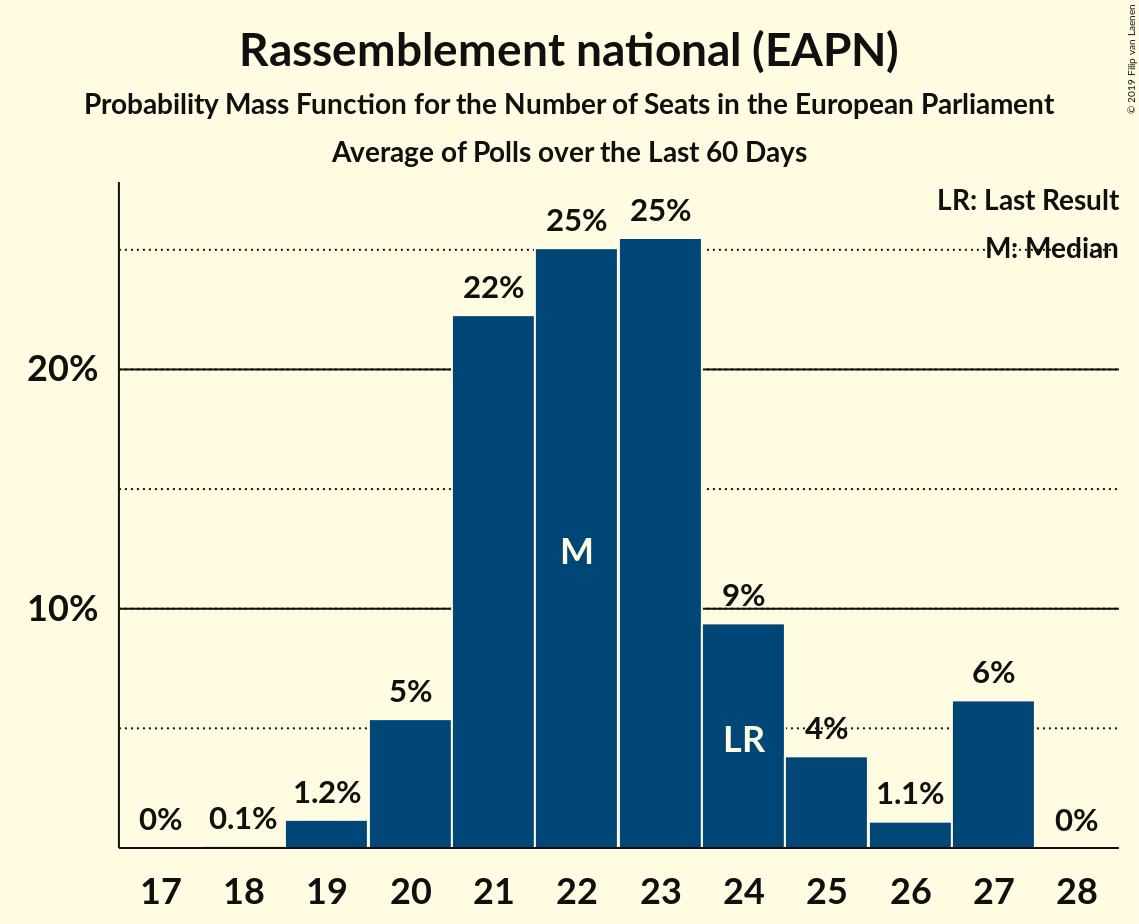 © 2019 Filip van Laenen
Rassemblement national (EAPN)
Probability Mass Function for the Number of Seats in the European Parliament
Average of Polls over the Last 60 Days
LR: Last Result
M: Median
20%
10%
0%
0.1%
1.2%
5%
22%
25%
25%
9%
4%
1.1%
6%
0%
M
LR
17 18 19 20 21 22 23 24 25 26 27 28